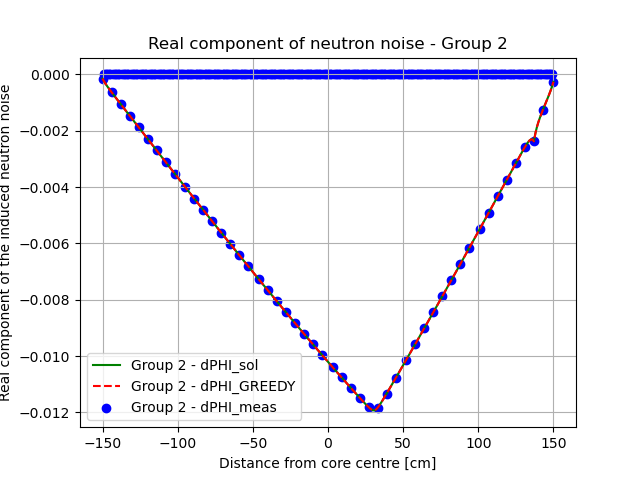 Real component of neutron noise - Group 2
Real component of the induced neutron noise
0.000
−0.002
−0.004
−0.006
−0.008
−0.010
−0.012
Group 2 - dPHI_sol
Group 2 - dPHI_GREEDY
Group 2 - dPHI_meas
−150
−100
−50
0
50
100
150
Distance from core centre [cm]